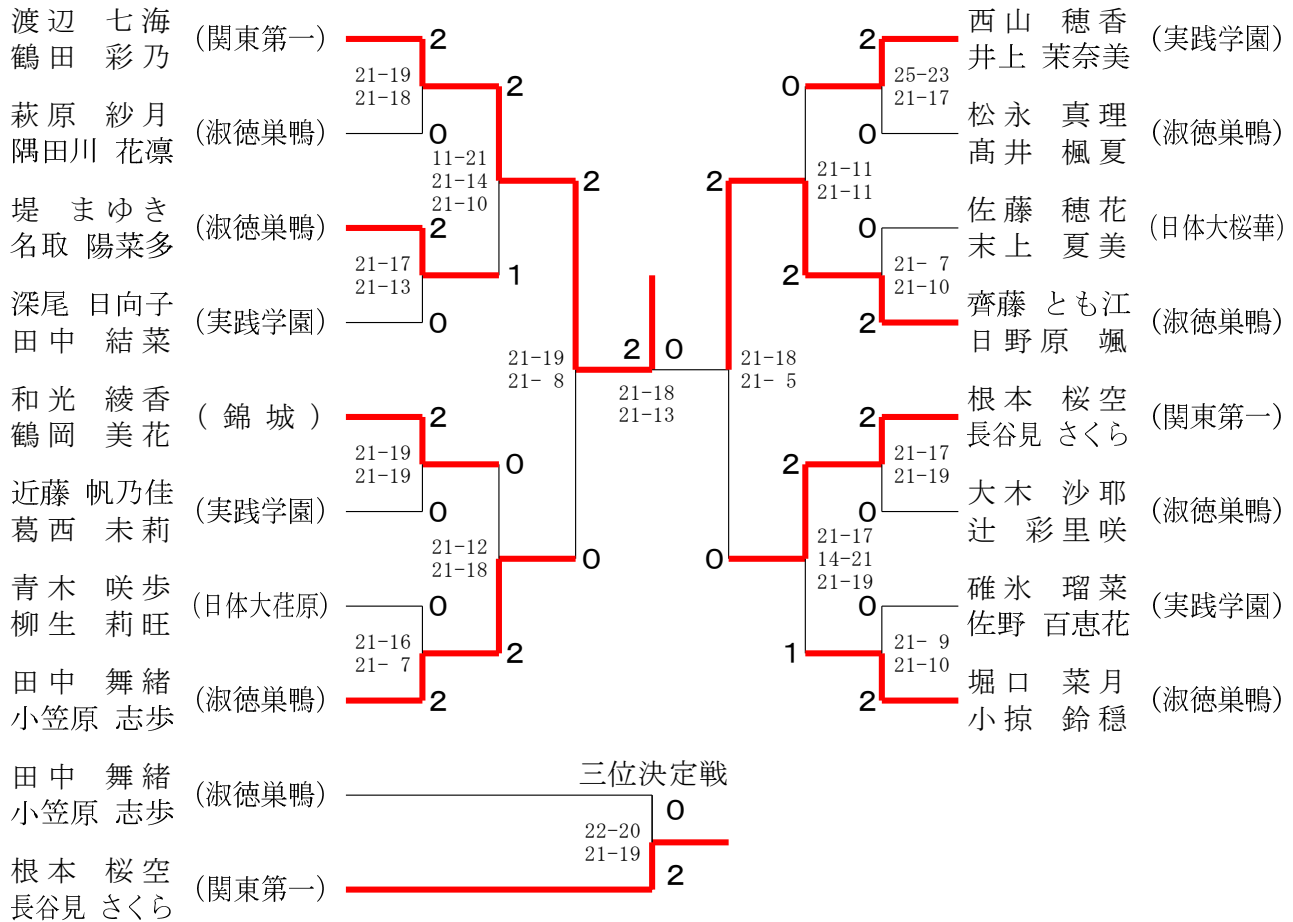 渡辺 七海
鶴田 彩乃
(関東第一)
2
21-19
21-18
2
萩原 紗月
隅田川 花凛
(淑徳巣鴨)
0
11-21
21-14
21-10
2
堤 まゆき
名取 陽菜多
(淑徳巣鴨)
2
21-17
21-13
1
深尾 日向子
田中 結菜
(実践学園)
0
21-19
21- 8
和光 綾香
鶴岡 美花
(錦城)
2
21-19
21-19
0
近藤 帆乃佳
葛西 未莉
(実践学園)
0
21-12
21-18
0
青木 咲歩
柳生 莉旺
(日体大荏原)
0
21-16
21- 7
2
田中 舞緒
小笠原 志歩
(淑徳巣鴨)
2
2 0
21-18
21-13
西山 穂香
井上 茉奈美
(実践学園)
2
0
25-23
21-17
松永 真理
髙井 楓夏
(淑徳巣鴨)
0
21-11
21-11
2
佐藤 穂花
末上 夏美
(日体大桜華)
0
21- 7
21-10
2
齊藤 とも江
日野原 颯
(淑徳巣鴨)
2
21-18
21- 5
根本 桜空
長谷見 さくら
(関東第一)
2
21-17
21-19
2
大木 沙耶
辻 彩里咲
(淑徳巣鴨)
0
21-17
14-21
21-19
0
碓氷 瑠菜
佐野 百恵花
(実践学園)
0
21- 9
21-10
1
堀口 菜月
小掠 鈴穏
(淑徳巣鴨)
2
三位決定戦
田中 舞緒
小笠原 志歩
(淑徳巣鴨)
0
22-20
21-19
根本 桜空
長谷見 さくら
(関東第一)
2